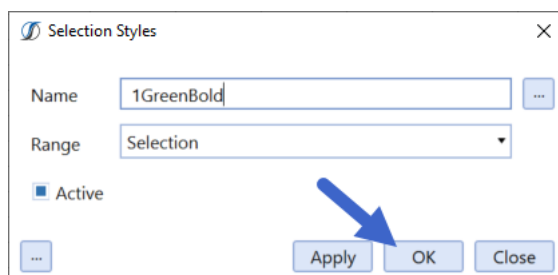 Selection Styles
Name 1GreenBold ...
Range Selection
Active
... Apply OK Close